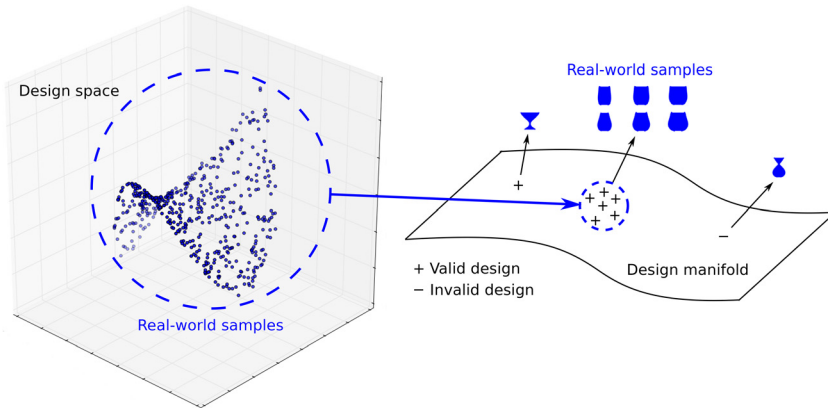 Design space
Real-world samples
Real-world samples
+
+ + + + + + +
−
+ Valid design
− Invalid design
Design manifold